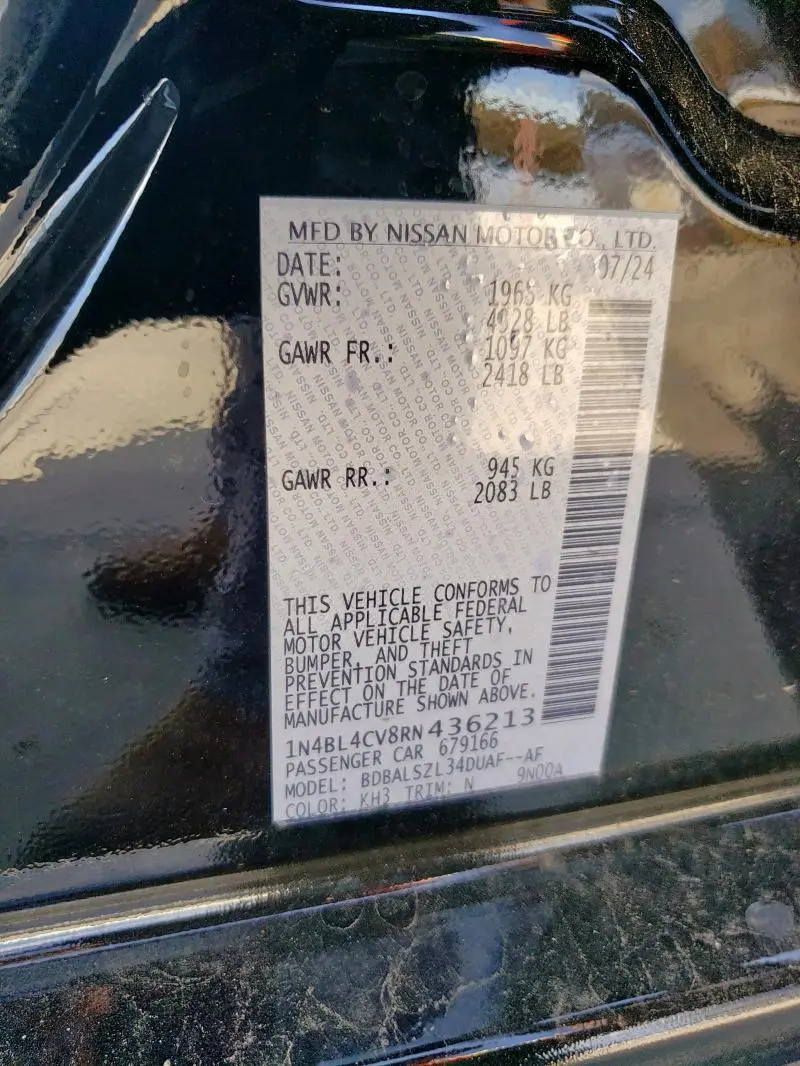 MFD BY NISSAN MOTOR CO., LTD.
DATE: 07/24
GVWR: 1965 KG
4328 LB
GAWR FR.: 1097 KG
2418 LB
GAWR RR.: 945 KG
2083 LB
THIS VEHICLE CONFORMS TO
ALL APPLICABLE FEDERAL
MOTOR VEHICLE SAFETY,
BUMPER, AND THEFT
PREVENTION STANDARDS IN
EFFECT ON THE DATE OF
MANUFACTURE SHOWN ABOVE.
1N4BL4CV8RN436213
PASSENGER CAR 679166
MODEL: BDBALSZL34DUAF--AF
COLOR: KH3 TRIM: N 9N00A